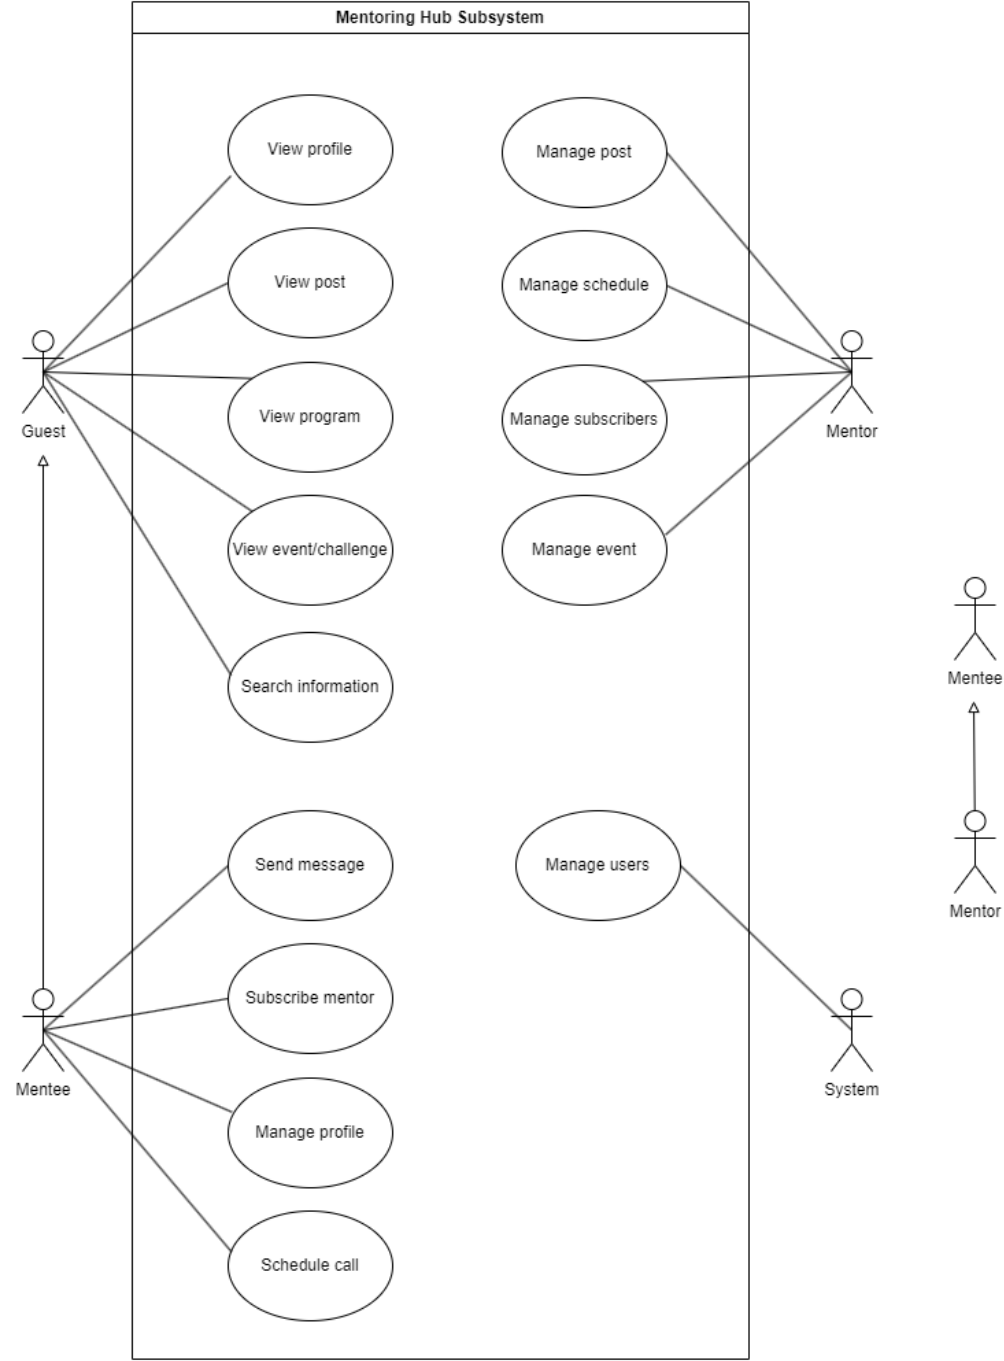 Mentoring Hub Subsystem
View profile
Manage post
View post
Manage schedule
Guest
View program
Manage subscribers
Mentor
View event/challenge
Manage event
Search information
Mentee
Send message
Manage users
Mentor
Subscribe mentor
Mentee
System
Manage profile
Schedule call